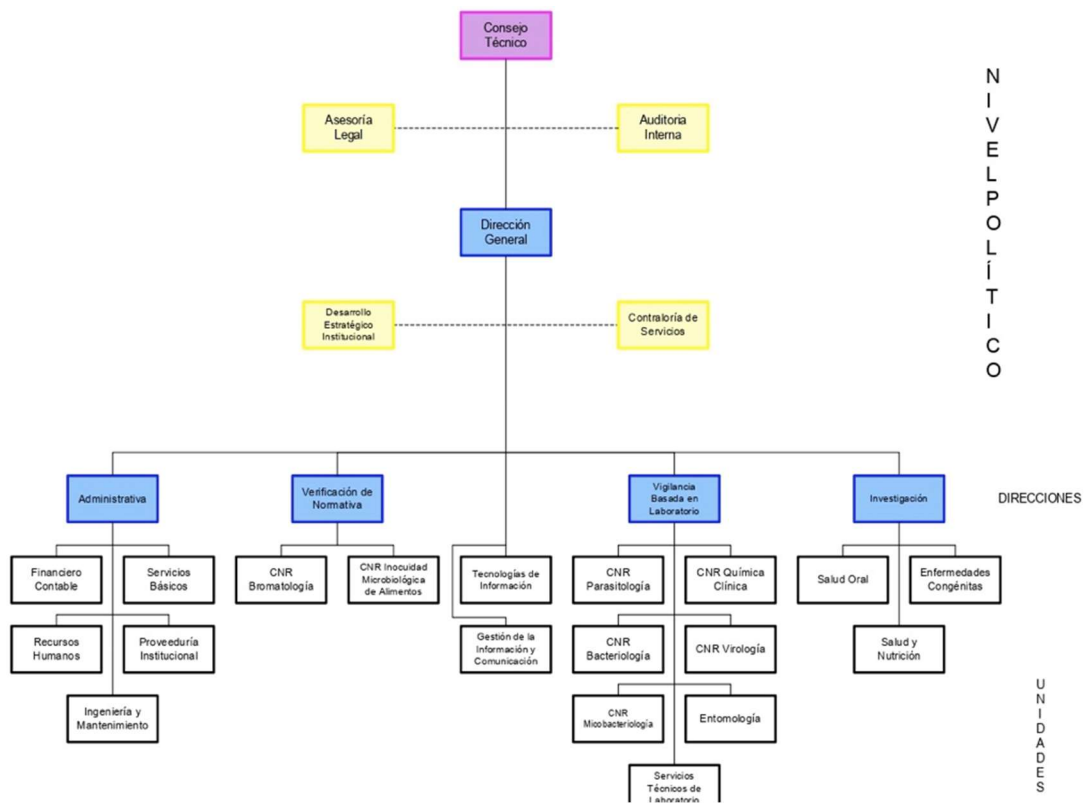 Consejo
Técnico
Asesoría
Legal
Auditoria
Interna
Dirección
General
Desarrollo
Estratégico
Institucional
Contraloría de
Servicios
NIVELPOLÍTICO
Administrativa
Verificación de
Normativa
Vigilancia
Basada en
Laboratorio
Investigación
DIRECCIONES
Financiero
Contable
Servicios
Básicos
CNR
Bromatología
CNR Inocuidad
Microbiológica
de Alimentos
Tecnologías de
Información
CNR
Parasitología
CNR Química
Clínica
Salud Oral
Enfermedades
Congénitas
Recursos
Humanos
Proveeduría
Institucional
Gestión de la
Información y
Comunicación
CNR
Bacteriología
CNR Virología
Salud y
Nutrición
Ingeniería y
Mantenimiento
CNR
Micobacteriología
Entomología
Servicios
Técnicos de
Laboratorio
UNIDADES